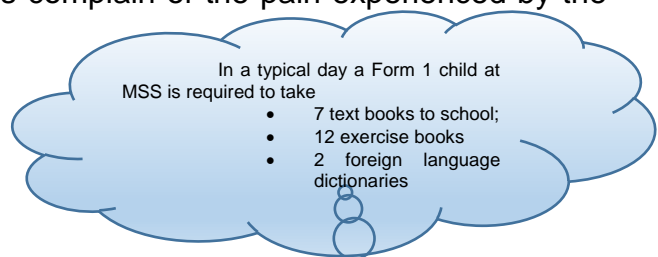 s complain of the pain experienced by the
In a typical day a Form 1 child at
MSS is required to take
• 7 text books to school;
• 12 exercise books
• 2 foreign language
dictionaries